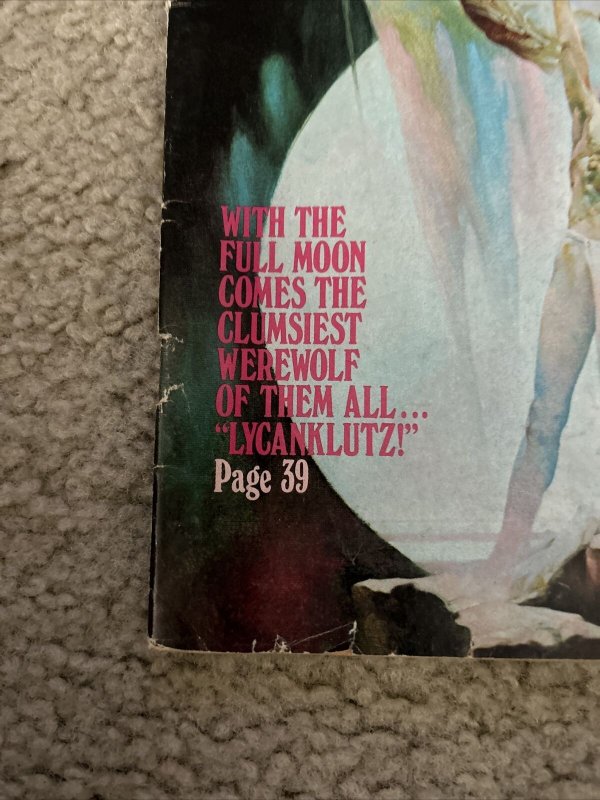 WITH THE
FULL MOON
COMES THE
CLUMSIEST
WEREWOLF
OF THEM ALL...
“LYCANKLUTZ!”
Page 39